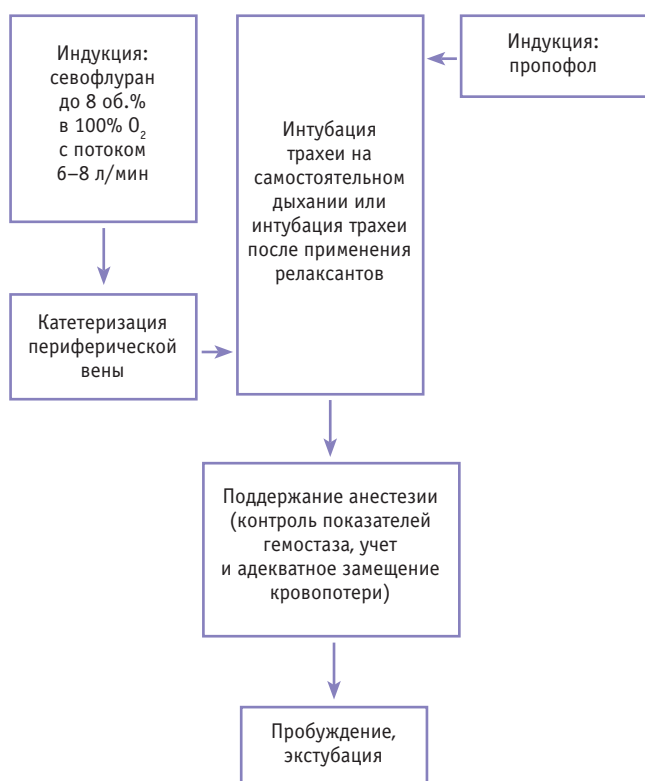 Индукция:
севофлуран
до 8 об.%
в 100% O₂
с потоком
6–8 л/мин
Индукция:
пропофол
Интубация
трахеи на
самостоятельном
дыхании или
интубация трахеи
после применения
релаксантов
Катетеризация
периферической
вены
Поддержание анестезии
(контроль показателей
гемостаза, учет
и адекватное замещение
кровопотери)
Пробуждение,
экстубация